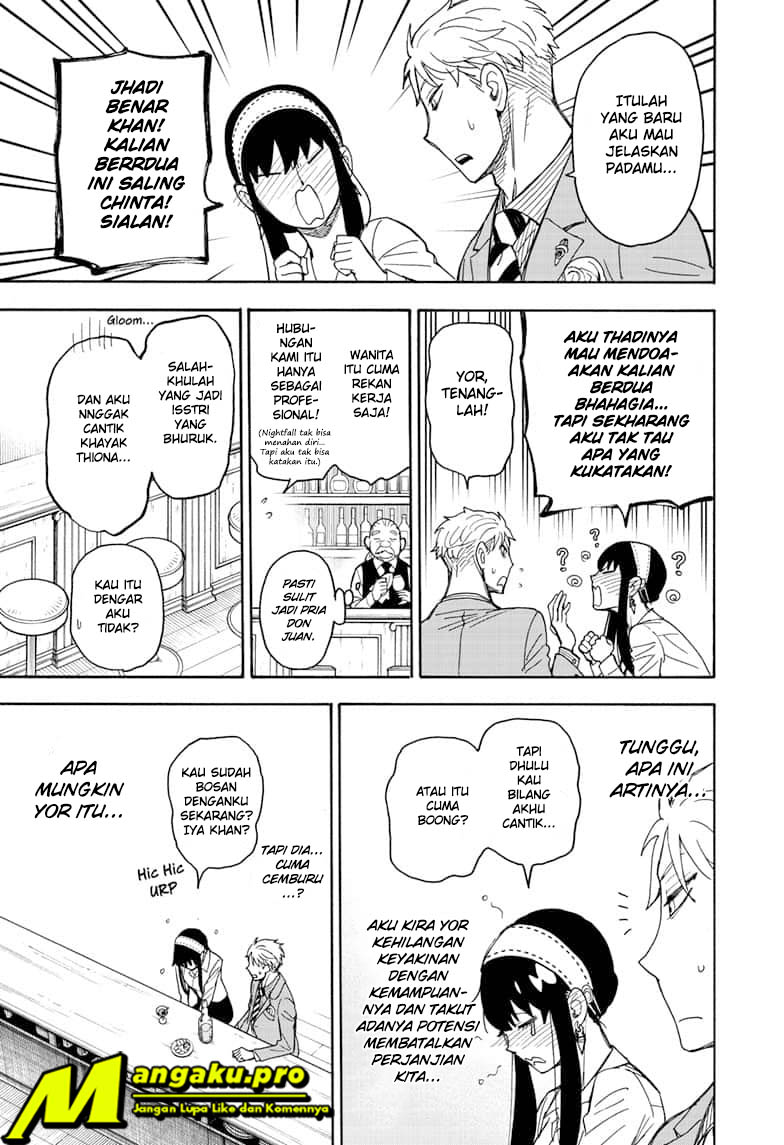 ITULAH
YANG BARU
AKU MAU
JELASKAN
PADAMU...
JHADI
BENAR
KHAN!
KALIAN
BERRDUA
INI SALING
CHINTA!
SIALAN!
AKU THADINYA
MAU MENDOA-
AKAN KALIAN
BERDUA
BHAHAGIA...
TAPI SEKHARANG
AKU TAK TAU
APA YANG
KUKATAKAN!
YOR,
TENANG-
LAH!
?
?
?
?
WANITA
ITU CUMA
REKAN
KERJA
SAJA!
HUBU-
NGAN
KAMI ITU
HANYA
SEBAGAI
PROFE-
SIONAL!
(Nightfall tak bisa
menahan diri...
Tapi aku tak bisa
katakan itu.)
PASTI
SULIT
JADI PRIA
DON
JUAN.
Gloom...
SALAH-
KHULAH
YANG JADI
ISSTRI
YANG
BHURUK.
DAN AKU
NNGGAK
CANTIK
KHAYAK
THIONA...
KAU ITU
DENGAR
AKU
TIDAK?
TUNGGU,
APA INI
ARTINYA...
TAPI
DHULU
KAU
BILANG
AKHU
CANTIK...
ATAU ITU
CUMA
BOONG?
AKU KIRA YOR
KEHILANGAN
KEYAKINAN
DENGAN
KEMAMPUAN-
NYA DAN TAKUT
ADANYA POTENSI
MEMBATALKAN
PERJANJIAN
KITA...
KAU SUDAH
BOSAN
DENGANKU
SEKARANG?
IYA KHAN?
TAPI DIA...
CUMA
CEMBURU
...?
Hic Hic
URP
APA
MUNGKIN
YOR ITU...
Mangaku.pro
Jangan Lupa Like dan Komennya